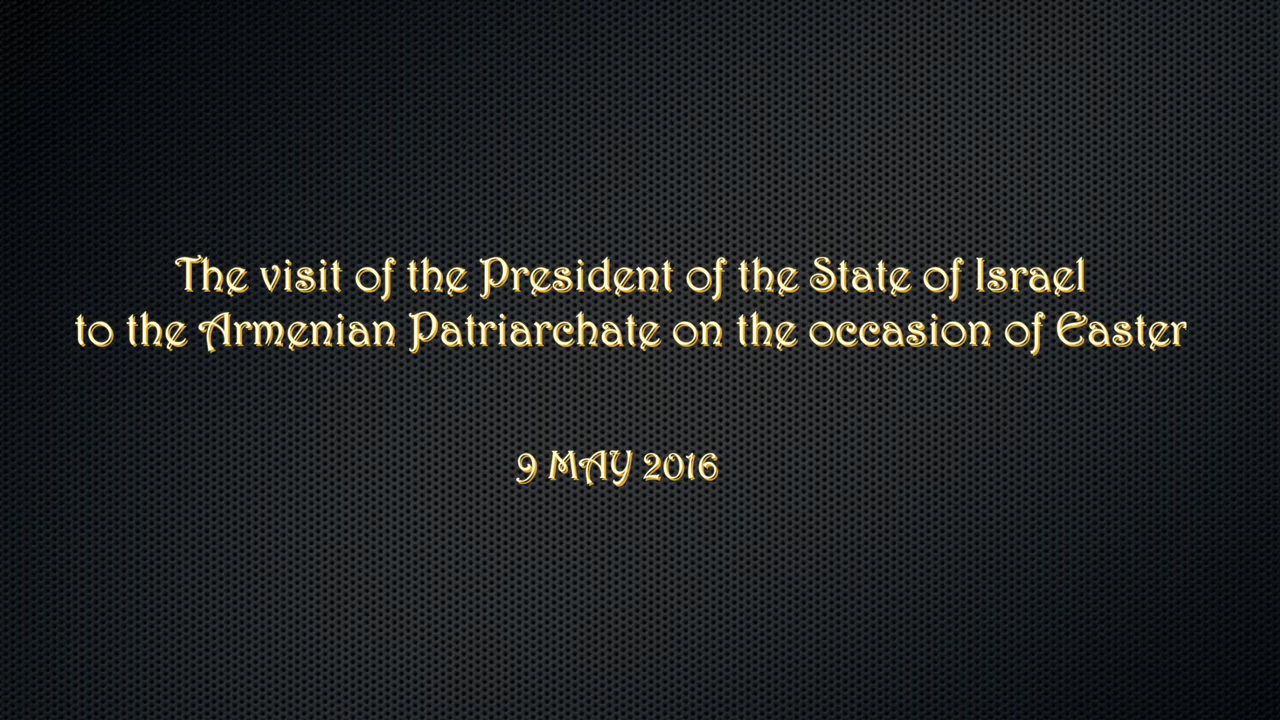 The visit of the President of the State of Israel
to the Armenian Patriarchate on the occasion of Easter
9 MAY 2016